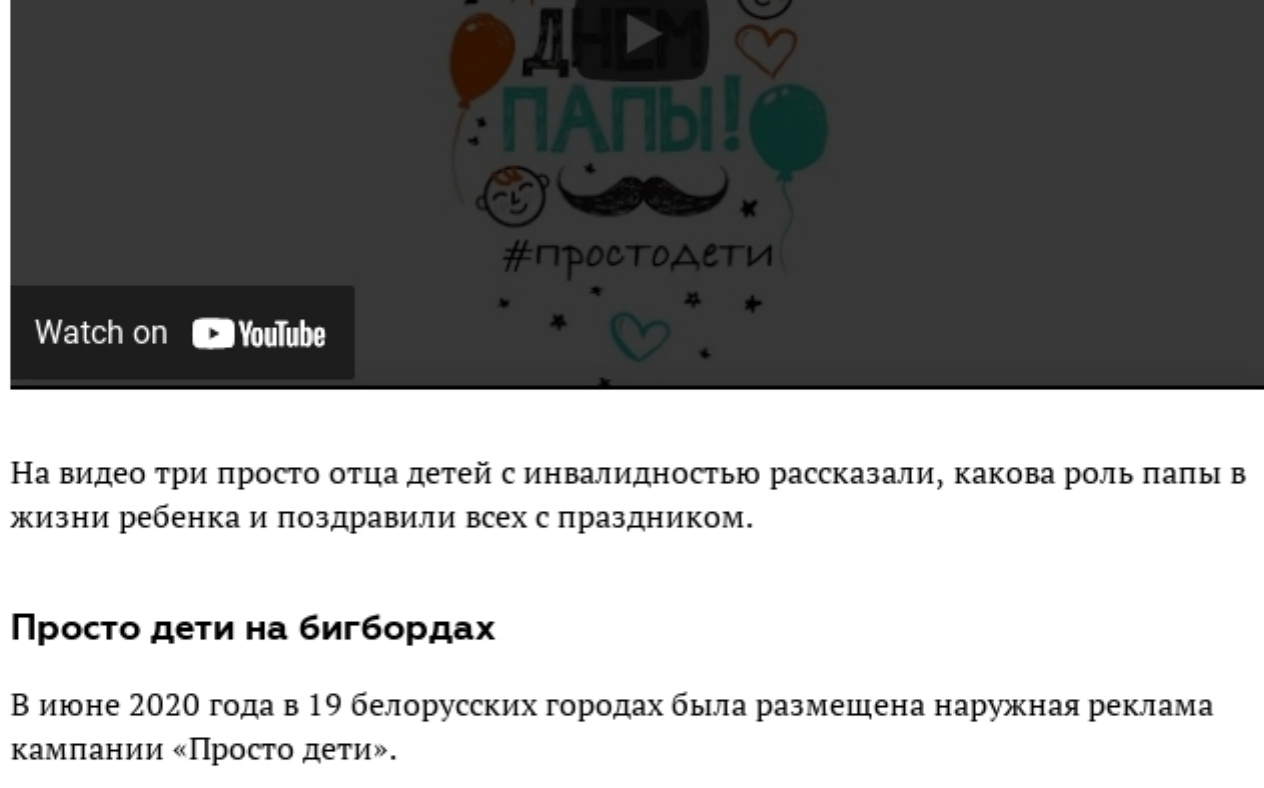 ДНЕМ
ПАПЫ!
#простодети
Watch on YouTube
На видео три просто отца детей с инвалидностью рассказали, какова роль папы в
жизни ребенка и поздравили всех с праздником.
Просто дети на бигбордах
В июне 2020 года в 19 белорусских городах была размещена наружная реклама
кампании «Просто дети».